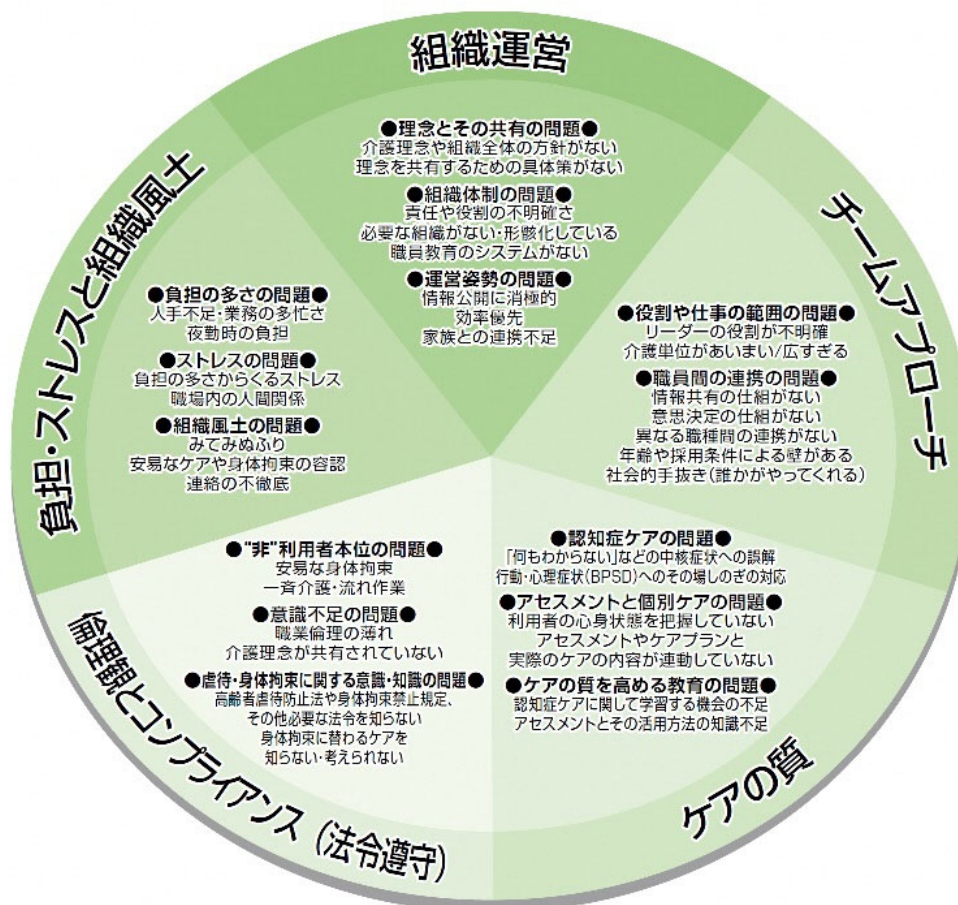 組織運営
●理念とその共有の問題●
介護理念や組織全体の方針がない
理念を共有するための具体策がない
●組織体制の問題●
責任や役割の不明確さ
必要な組織がない・形骸化している
職員教育のシステムがない
●運営姿勢の問題●
情報公開に消極的
効率優先
家族との連携不足
チームアプローチ
●役割や仕事の範囲の問題●
リーダーの役割が不明確
介護単位があいまい/広すぎる
●職員間の連携の問題●
情報共有の仕組がない
意思決定の仕組がない
異なる職種間の連携がない
年齢や採用条件による壁がある
社会的手抜き(誰かがやってくれる)
ケアの質
●認知症ケアの問題●
「何もわからない」などの中核症状への誤解
行動・心理症状(BPSD)へのその場しのぎの対応
●アセスメントと個別ケアの問題●
利用者の心身状態を把握していない
アセスメントやケアプランと
実際のケアの内容が連動していない
●ケアの質を高める教育の問題●
認知症ケアに関して学習する機会の不足
アセスメントとその活用方法の知識不足
倫理観とコンプライアンス(法令遵守)
●"非"利用者本位の問題●
安易な身体拘束
一斉介護・流れ作業
●意識不足の問題●
職業倫理の薄れ
介護理念が共有されていない
●虐待・身体拘束に関する意識・知識の問題●
高齢者虐待防止法や身体拘束禁止規定、
その他必要な法令を知らない
身体拘束に替わるケアを
知らない・考えられない
負担・ストレスと組織風土
●負担の多さの問題●
人手不足・業務の多忙さ
夜勤時の負担
●ストレスの問題●
負担の多さからくるストレス
職場内の人間関係
●組織風土の問題●
みてみぬふり
安易なケアや身体拘束の容認
連絡の不徹底